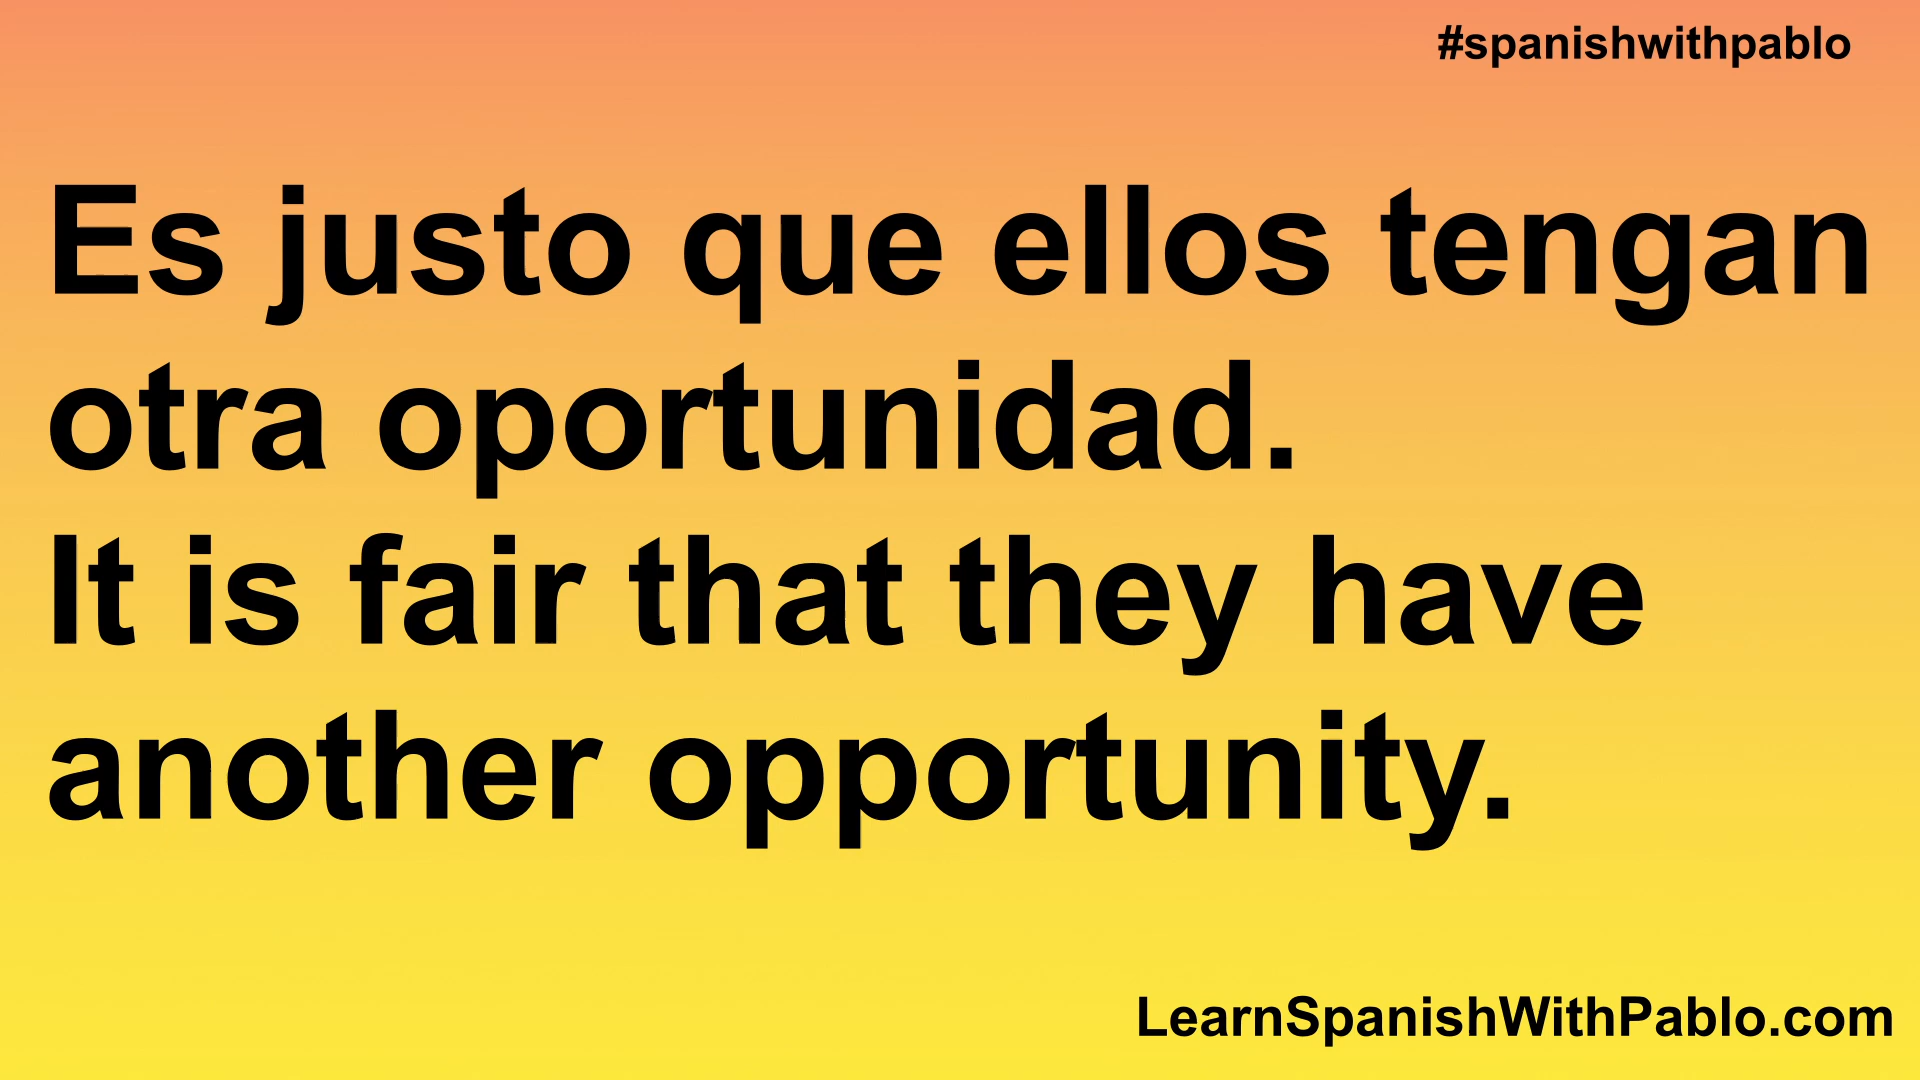 #spanishwithpablo
Es justo que ellos tengan
otra oportunidad.
It is fair that they have
another opportunity.
LearnSpanishWithPablo.com